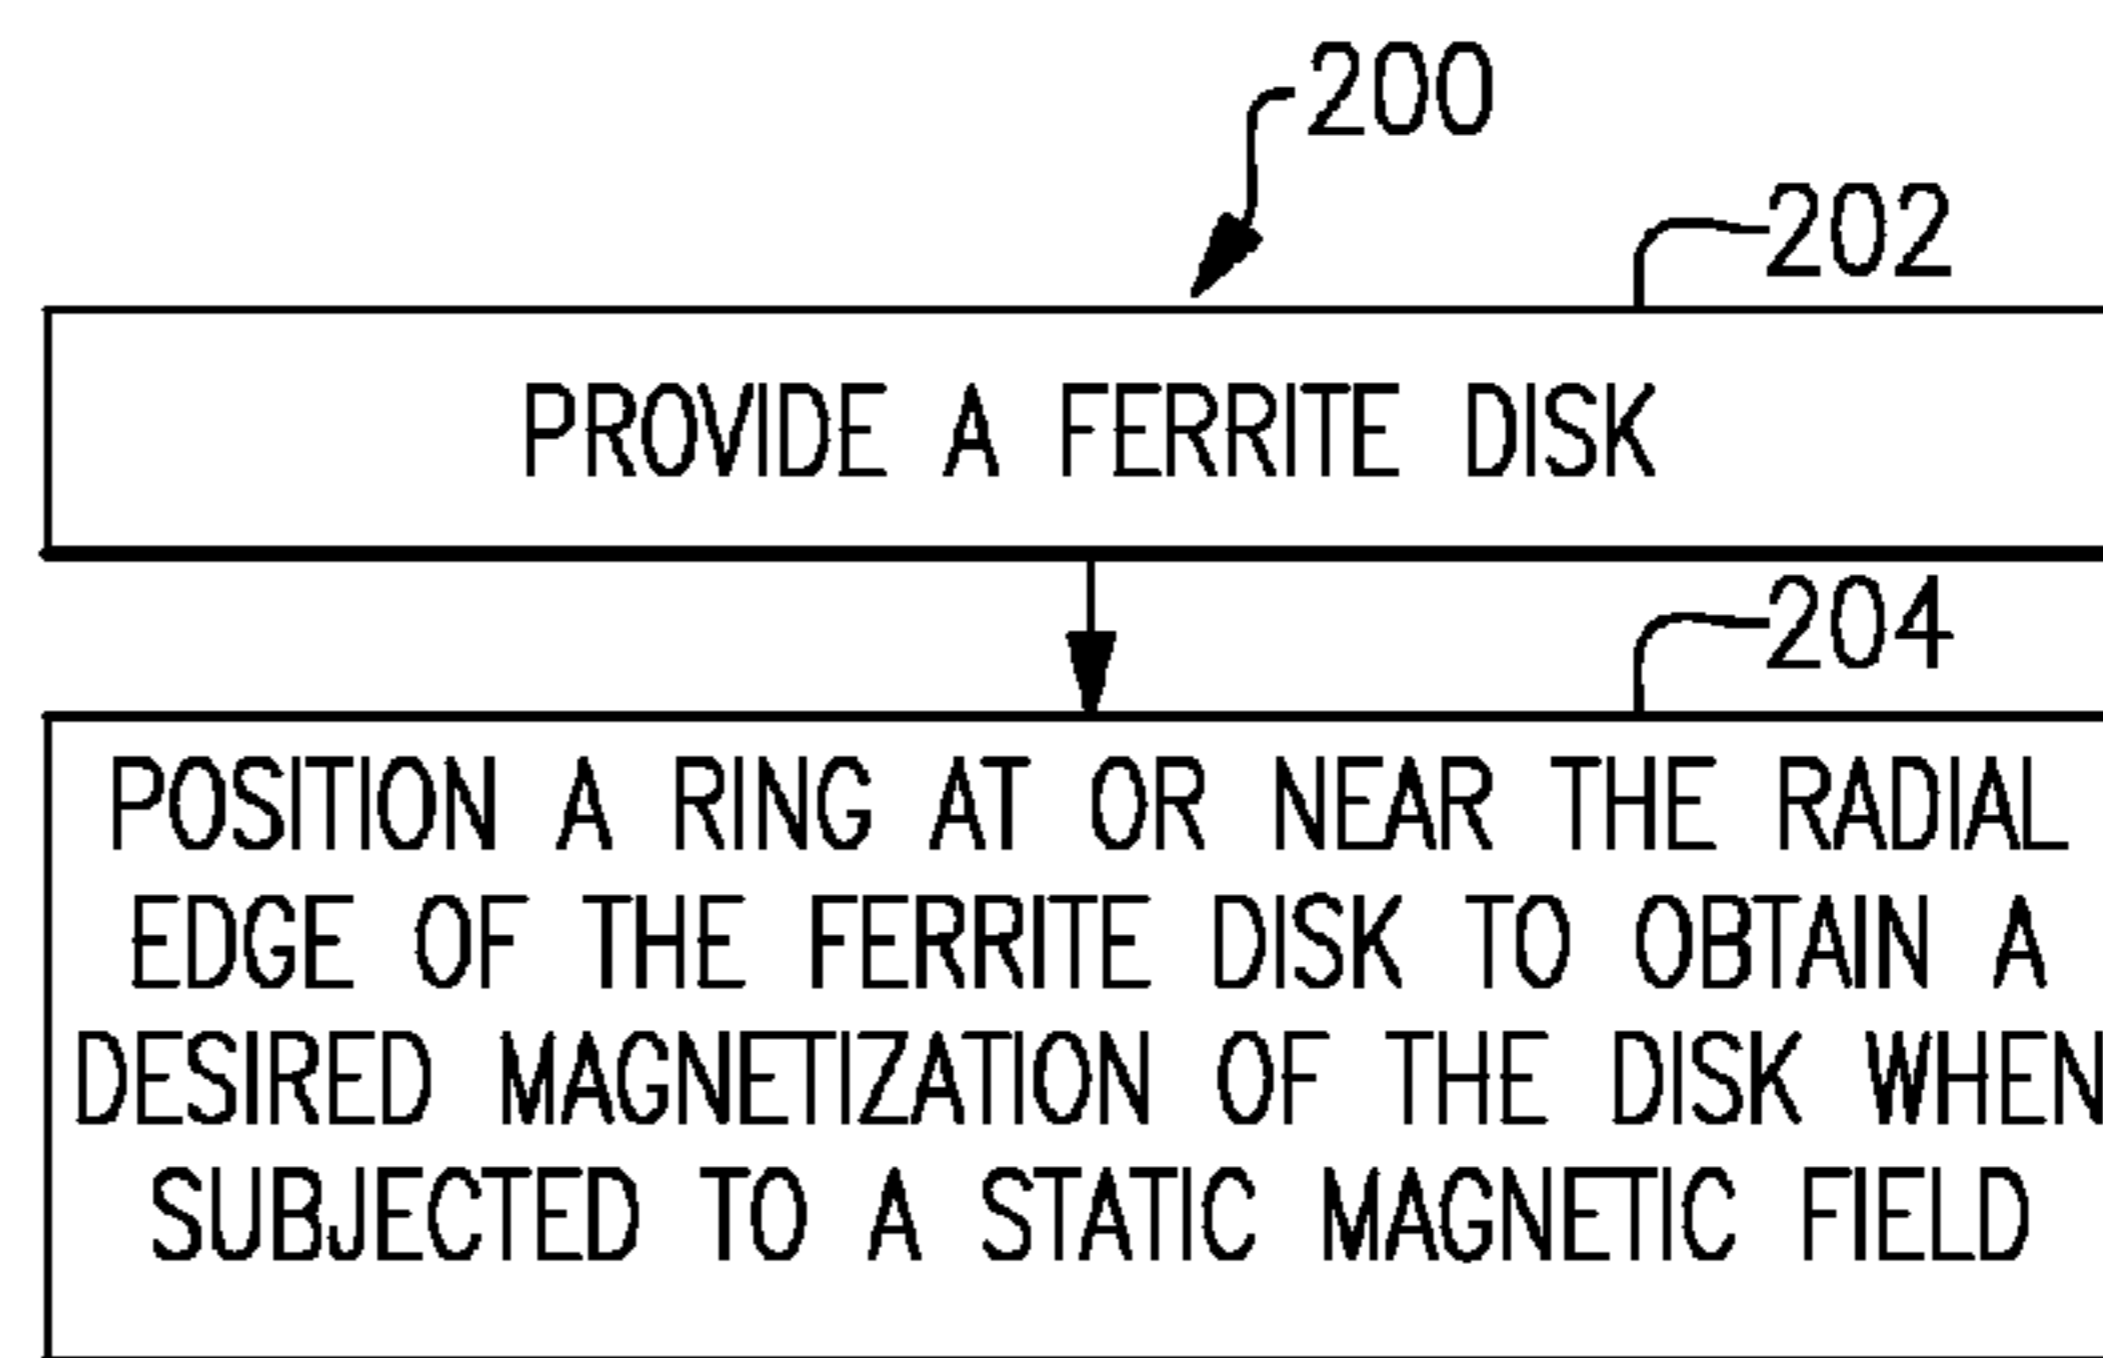 200
202
PROVIDE A FERRITE DISK
204
POSITION A RING AT OR NEAR THE RADIAL
EDGE OF THE FERRITE DISK TO OBTAIN A
DESIRED MAGNETIZATION OF THE DISK WHEN
SUBJECTED TO A STATIC MAGNETIC FIELD